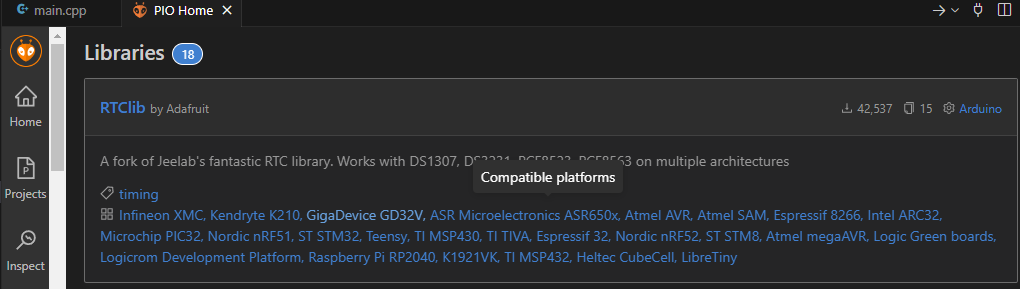 main.cpp
PIO Home
Libraries 18
Home
Projects
Inspect
RTClib by Adafruit
42,537 15 Arduino
A fork of Jeelab's fantastic RTC library. Works with DS1307, DS3231, PCF8523, PCF8563 on multiple architectures
Compatible platforms
timing
Infineon XMC, Kendryte K210, GigaDevice GD32V, ASR Microelectronics ASR650x, Atmel AVR, Atmel SAM, Espressif 8266, Intel ARC32,
Microchip PIC32, Nordic nRF51, ST STM32, Teensy, TI MSP430, TI TIVA, Espressif 32, Nordic nRF52, ST STM8, Atmel megaAVR, Logic Green boards,
Logicrom Development Platform, Raspberry Pi RP2040, K1921VK, TI MSP432, Heltec CubeCell, LibreTiny